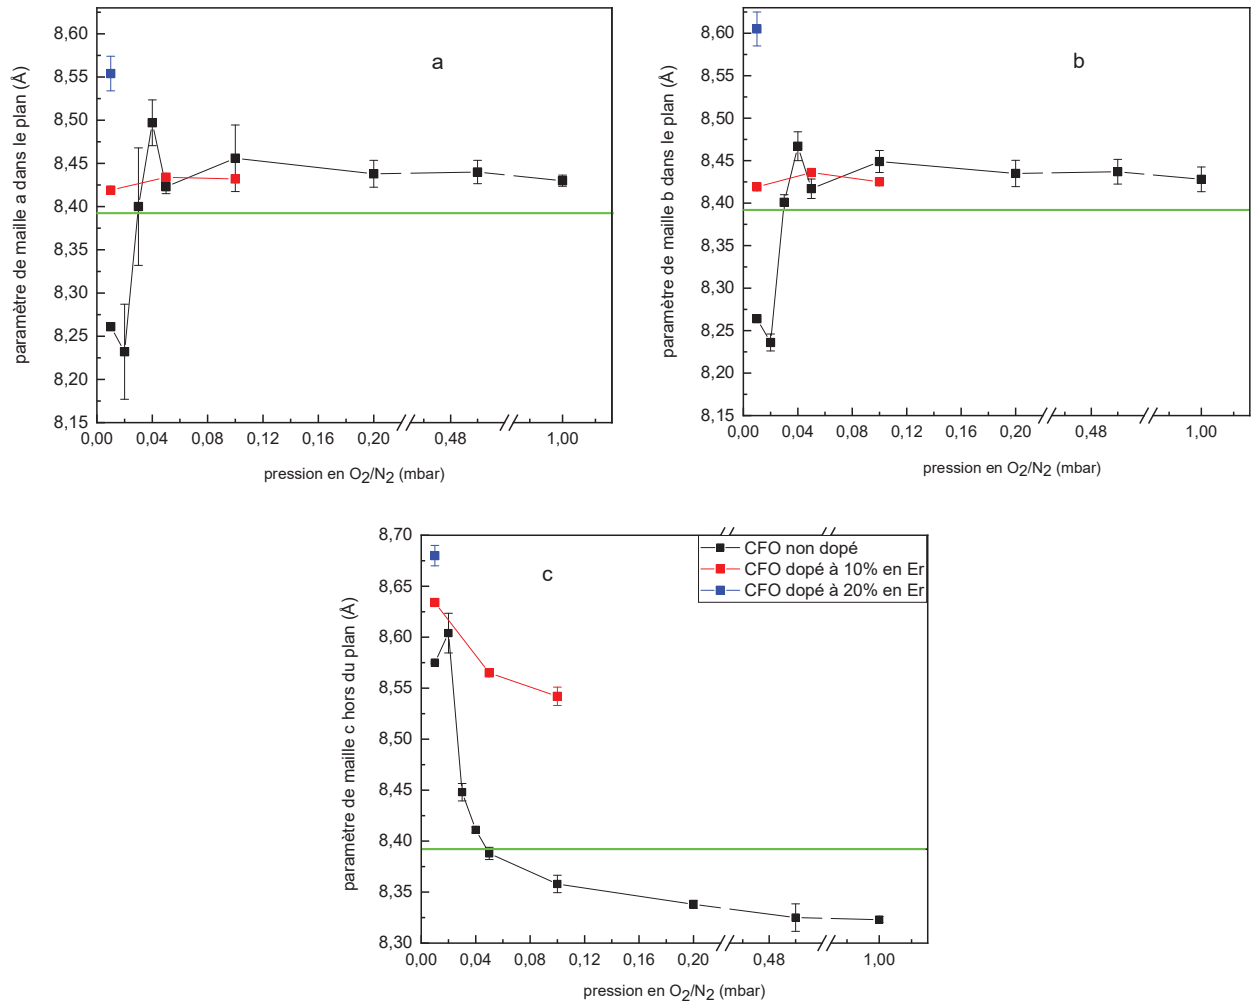 a
paramètre de maille a dans le plan (Å)
8,60
8,55
8,50
8,45
8,40
8,35
8,30
8,25
8,20
8,15
0,00 0,04 0,08 0,12 0,16 0,20 0,48 1,00
pression en O2/N2 (mbar)
b
paramètre de maille b dans le plan (Å)
8,60
8,55
8,50
8,45
8,40
8,35
8,30
8,25
8,20
8,15
0,00 0,04 0,08 0,12 0,16 0,20 0,48 1,00
pression en O2/N2 (mbar)
c
CFO non dopé
CFO dopé à 10% en Er
CFO dopé à 20% en Er
paramètre de maille c hors du plan (Å)
8,70
8,65
8,60
8,55
8,50
8,45
8,40
8,35
8,30
0,00 0,04 0,08 0,12 0,16 0,20 0,48 1,00
pression en O2/N2 (mbar)